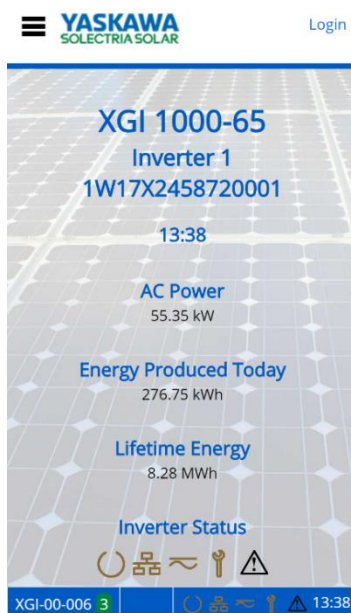 YASKAWA
SOLECTRIA SOLAR
Login
XGI 1000-65
Inverter 1
1W17X2458720001
13:38
AC Power
55.35 kW
Energy Produced Today
276.75 kWh
Lifetime Energy
8.28 MWh
Inverter Status
XGI-00-006 3 13:38